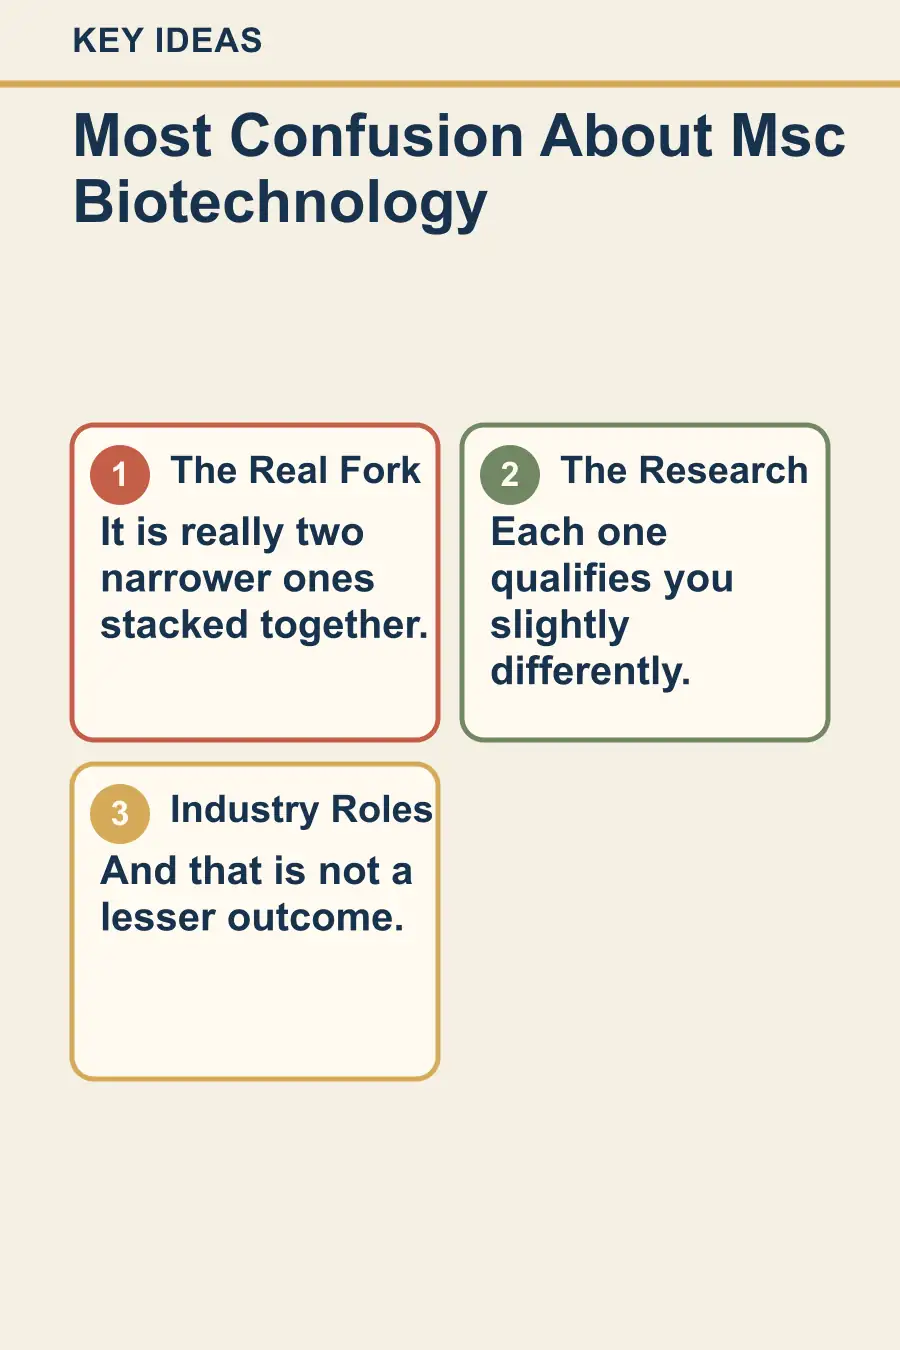 KEY IDEAS
Most Confusion About Msc
Biotechnology
1 The Real Fork
It is really two
narrower ones
stacked together.
2 The Research
Each one
qualifies you
slightly
differently.
3 Industry Roles
And that is not a
lesser outcome.